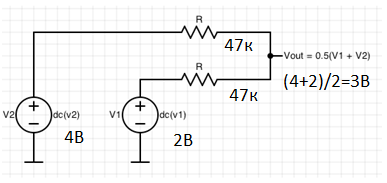 R
47к
Vout = 0.5(V1 + V2)
R
(4+2)/2=3В
47к
V2
dc(v2)
V1
dc(v1)
4В
2В